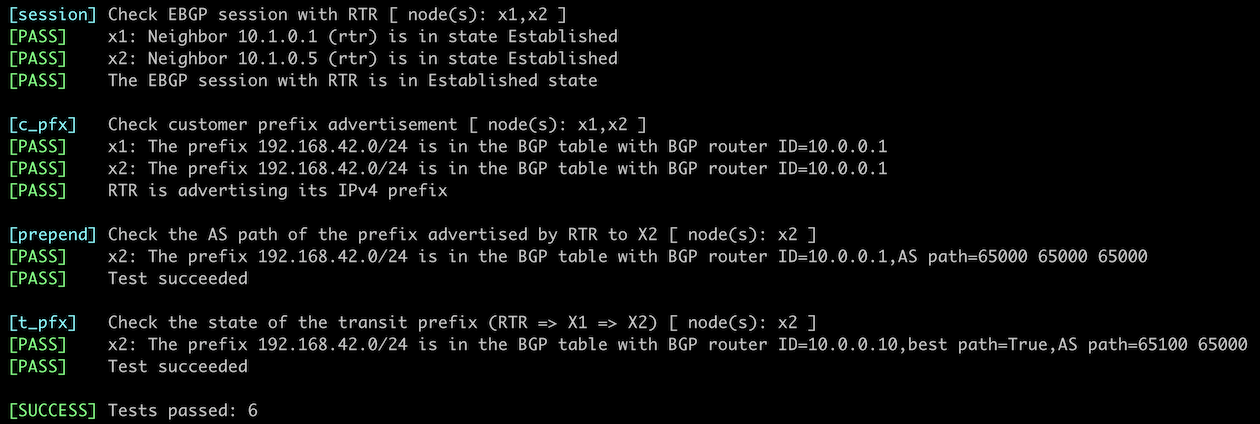 [session] Check EBGP session with RTR [ node(s): x1,x2 ]
[PASS] x1: Neighbor 10.1.0.1 (rtr) is in state Established
[PASS] x2: Neighbor 10.1.0.5 (rtr) is in state Established
[PASS] The EBGP session with RTR is in Established state
[c_pfx] Check customer prefix advertisement [ node(s): x1,x2 ]
[PASS] x1: The prefix 192.168.42.0/24 is in the BGP table with BGP router ID=10.0.0.1
[PASS] x2: The prefix 192.168.42.0/24 is in the BGP table with BGP router ID=10.0.0.1
[PASS] RTR is advertising its IPv4 prefix
[prepend] Check the AS path of the prefix advertised by RTR to X2 [ node(s): x2 ]
[PASS] x2: The prefix 192.168.42.0/24 is in the BGP table with BGP router ID=10.0.0.1,AS path=65000 65000 65000
[PASS] Test succeeded
[t_pfx] Check the state of the transit prefix (RTR => X1 => X2) [ node(s): x2 ]
[PASS] x2: The prefix 192.168.42.0/24 is in the BGP table with BGP router ID=10.0.0.10,best path=True,AS path=65100 65000
[PASS] Test succeeded
[SUCCESS] Tests passed: 6